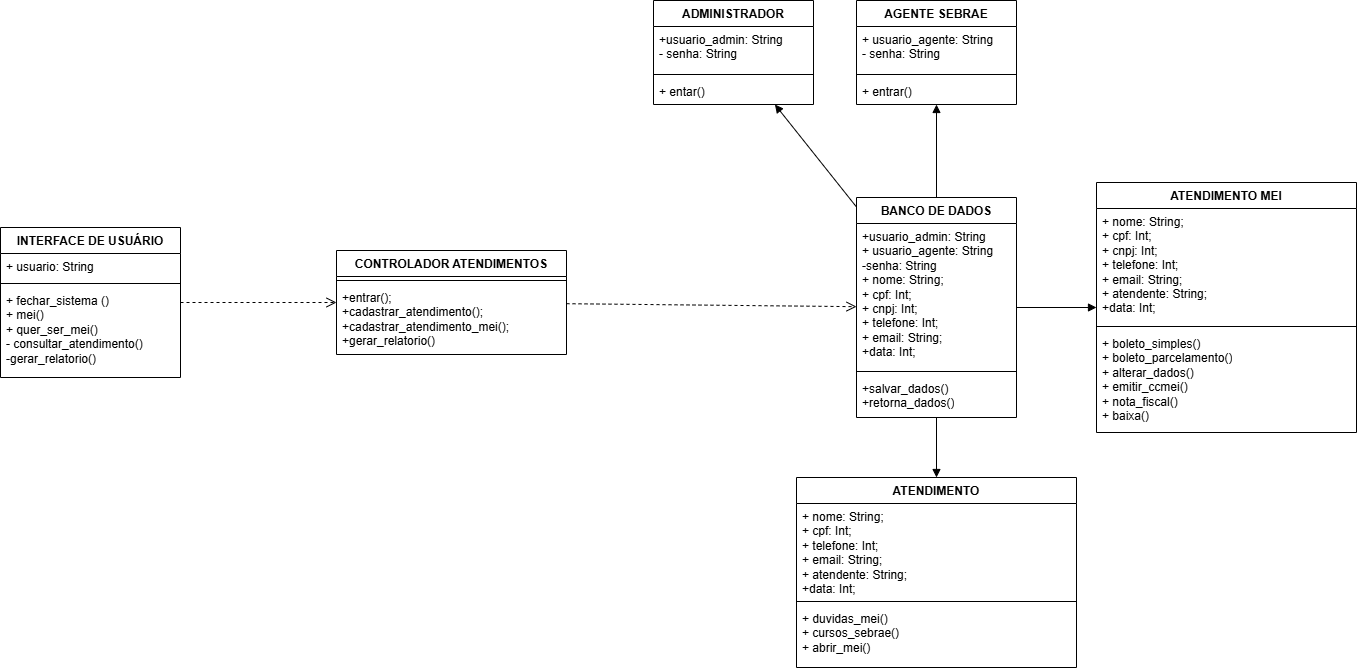 ADMINISTRADOR
+usuario_admin: String
- senha: String
+ entar()
AGENTE SEBRAE
+ usuario_agente: String
- senha: String
+ entrar()
INTERFACE DE USUÁRIO
+ usuario: String
+ fechar_sistema ()
+ mei()
+ quer_ser_mei()
- consultar_atendimento()
-gerar_relatorio()
CONTROLADOR ATENDIMENTOS
+entrar();
+cadastrar_atendimento();
+cadastrar_atendimento_mei();
+gerar_relatorio()
BANCO DE DADOS
+usuario_admin: String
+ usuario_agente: String
-senha: String
+ nome: String;
+ cpf: Int;
+ cnpj: Int;
+ telefone: Int;
+ email: String;
+data: Int;
+salvar_dados()
+retorna_dados()
ATENDIMENTO MEI
+ nome: String;
+ cpf: Int;
+ cnpj: Int;
+ telefone: Int;
+ email: String;
+ atendente: String;
+data: Int;
+ boleto_simples()
+ boleto_parcelamento()
+ alterar_dados()
+ emitir_ccmei()
+ nota_fiscal()
+ baixa()
ATENDIMENTO
+ nome: String;
+ cpf: Int;
+ telefone: Int;
+ email: String;
+ atendente: String;
+data: Int;
+ duvidas_mei()
+ cursos_sebrae()
+ abrir_mei()